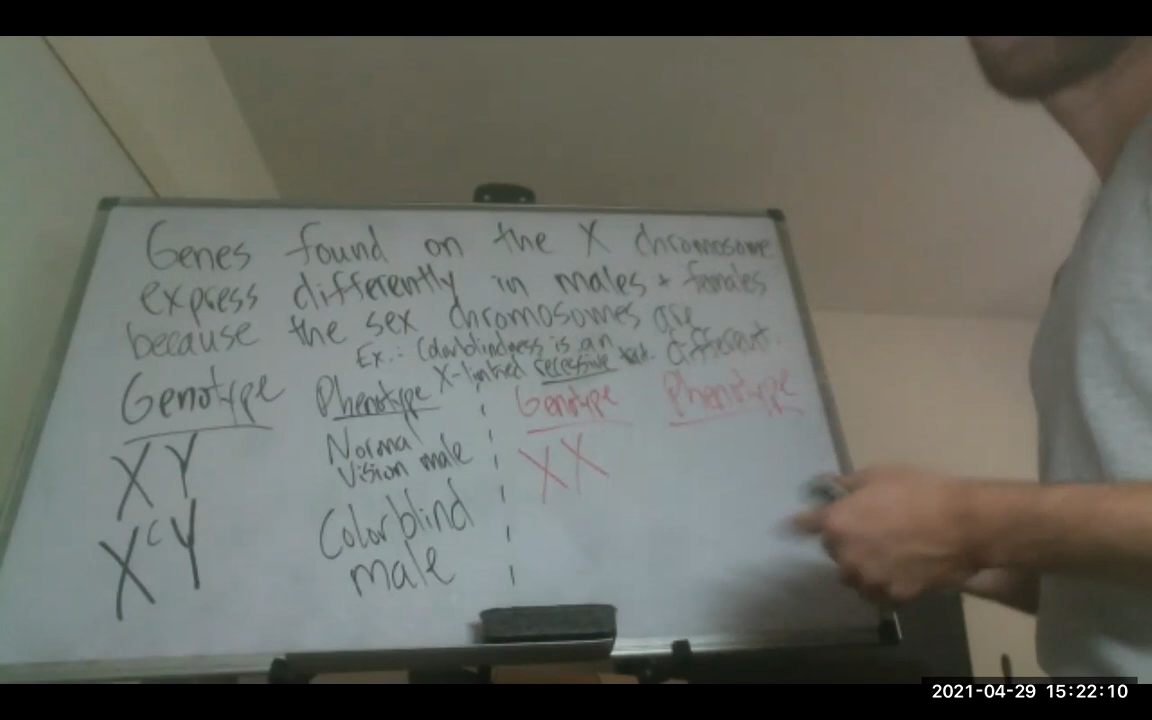 Genes found on the X chromosome
express differently in males + females
because the sex chromosomes are
different.
Ex.: Colorblindness is an
X-linked recessive
Genotype Phenotype Genotype Phenotype
XY Normal Vision male XX
XᶜY Colorblind male
2021-04-29 15:22:10